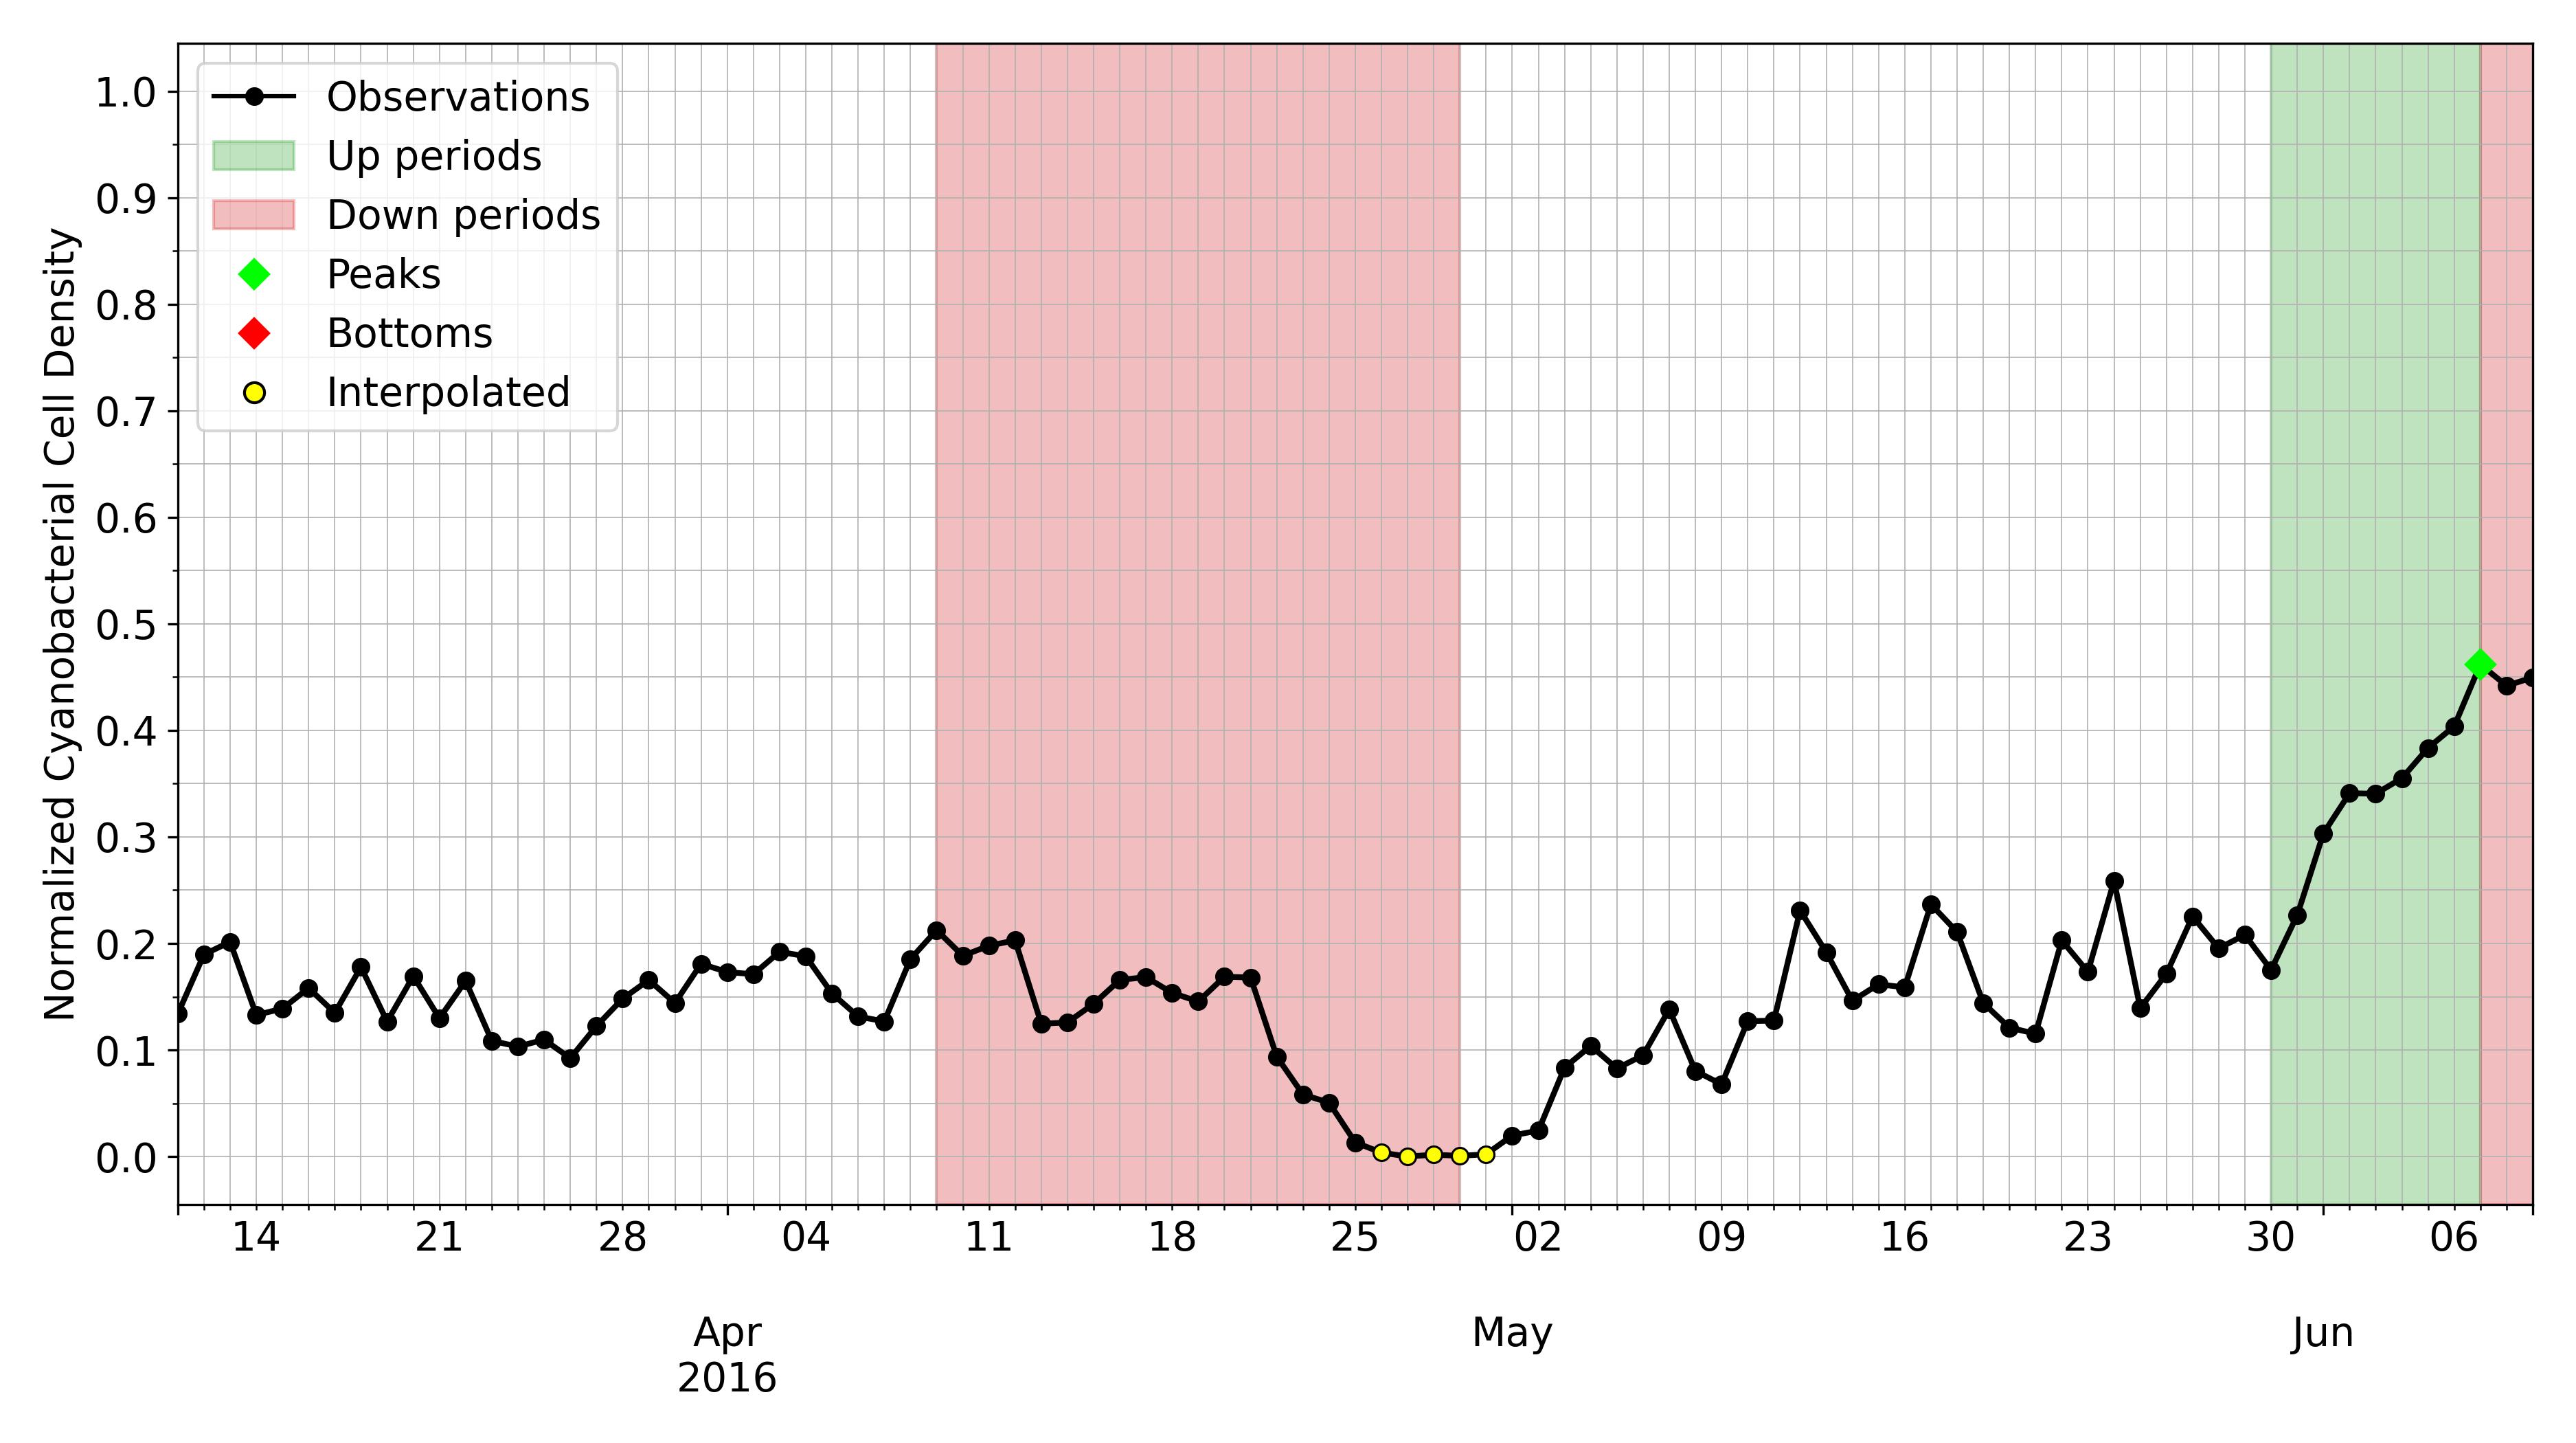 Normalized Cyanobacterial Cell Density
1.0
0.9
0.8
0.7
0.6
0.5
0.4
0.3
0.2
0.1
0.0
Observations
Up periods
Down periods
Peaks
Bottoms
Interpolated
14 21 28 04 11 18 25 02 09 16 23 30 06
Apr May Jun
2016